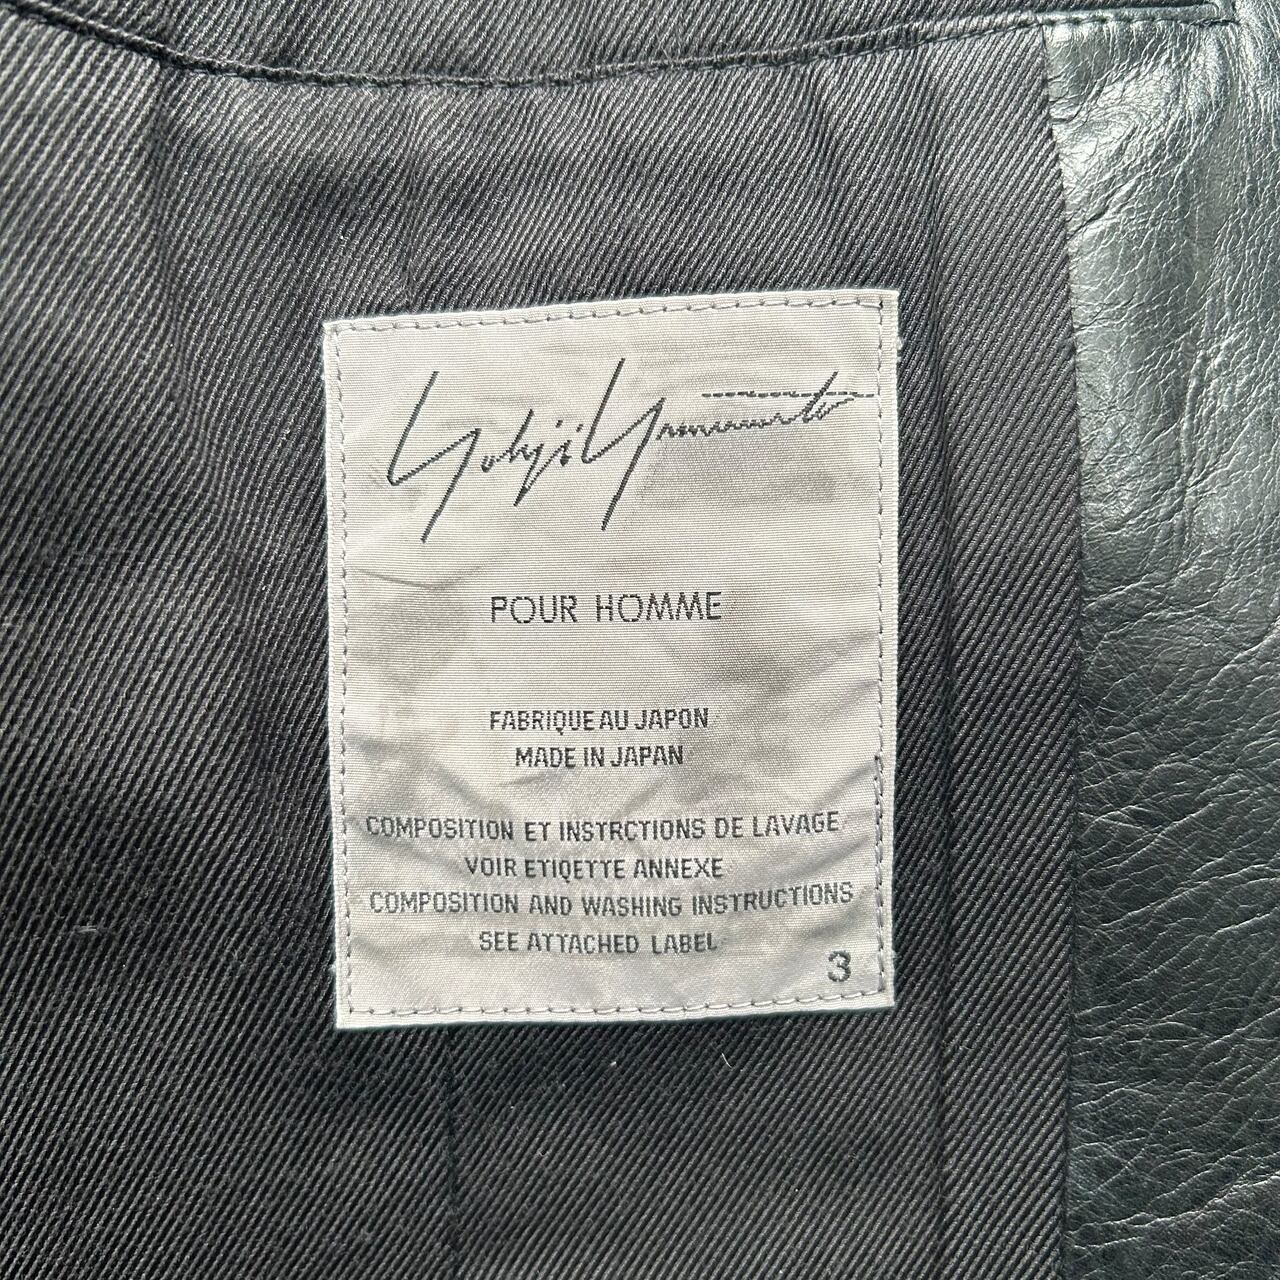 Yohji Yamamoto
POUR HOMME
FABRIQUE AU JAPON
MADE IN JAPAN
COMPOSITION ET INSTRCTIONS DE LAVAGE
VOIR ETIQETTE ANNEXE
COMPOSITION AND WASHING INSTRUCTIONS
SEE ATTACHED LABEL
3